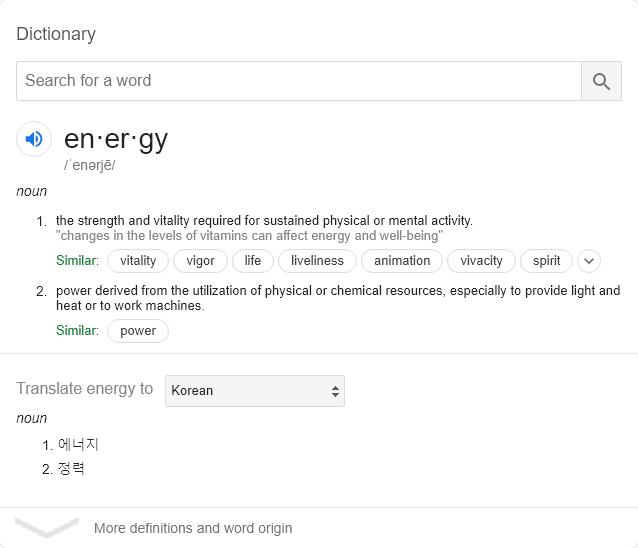 Dictionary
Search for a word
en·er·gy
/ˈenərjē/
noun
1. the strength and vitality required for sustained physical or mental activity.
"changes in the levels of vitamins can affect energy and well-being"
Similar: vitality vigor life liveliness animation vivacity spirit
2. power derived from the utilization of physical or chemical resources, especially to provide light and
heat or to work machines.
Similar: power
Translate energy to Korean
noun
1. 에너지
2. 정력
More definitions and word origin